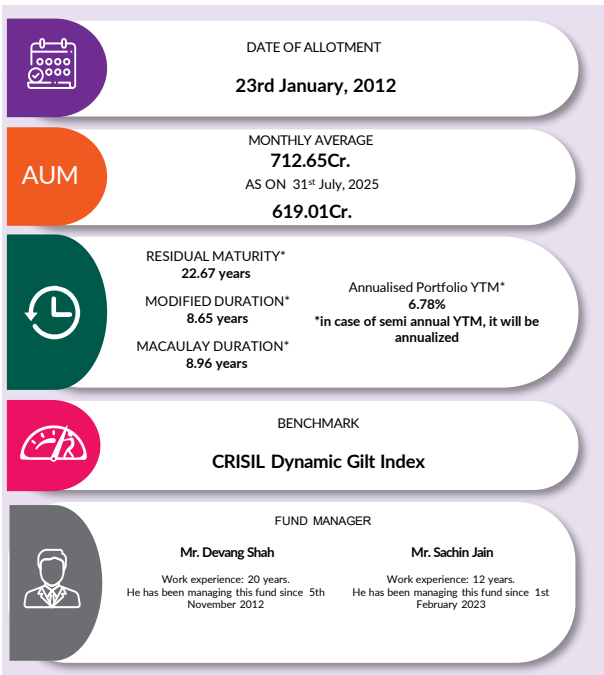 DATE OF ALLOTMENT
23rd January, 2012
AUM
MONTHLY AVERAGE
712.65Cr.
AS ON 31st July, 2025
619.01Cr.
RESIDUAL MATURITY*
22.67 years
MODIFIED DURATION*
8.65 years
MACAULAY DURATION*
8.96 years
Annualised Portfolio YTM*
6.78%
*in case of semi annual YTM, it will be
annualized
BENCHMARK
CRISIL Dynamic Gilt Index
FUND MANAGER
Mr. Devang Shah
Work experience: 20 years.
He has been managing this fund since 5th
November 2012
Mr. Sachin Jain
Work experience: 12 years.
He has been managing this fund since 1st
February 2023